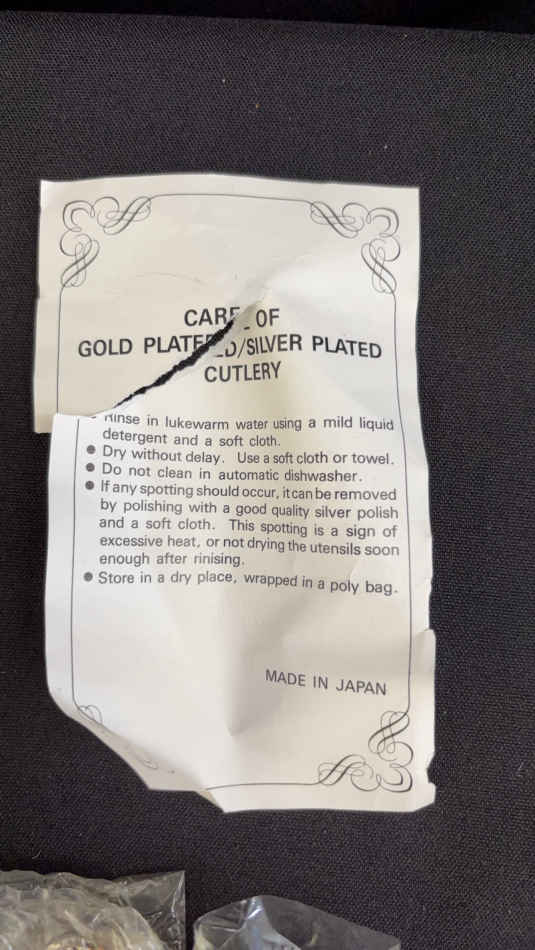 CARE OF
GOLD PLATED/SILVER PLATED
CUTLERY
● Rinse in lukewarm water using a mild liquid
detergent and a soft cloth.
● Dry without delay. Use a soft cloth or towel.
● Do not clean in automatic dishwasher.
● If any spotting should occur, it can be removed
by polishing with a good quality silver polish
and a soft cloth. This spotting is a sign of
excessive heat, or not drying the utensils soon
enough after rinising.
● Store in a dry place, wrapped in a poly bag.
MADE IN JAPAN